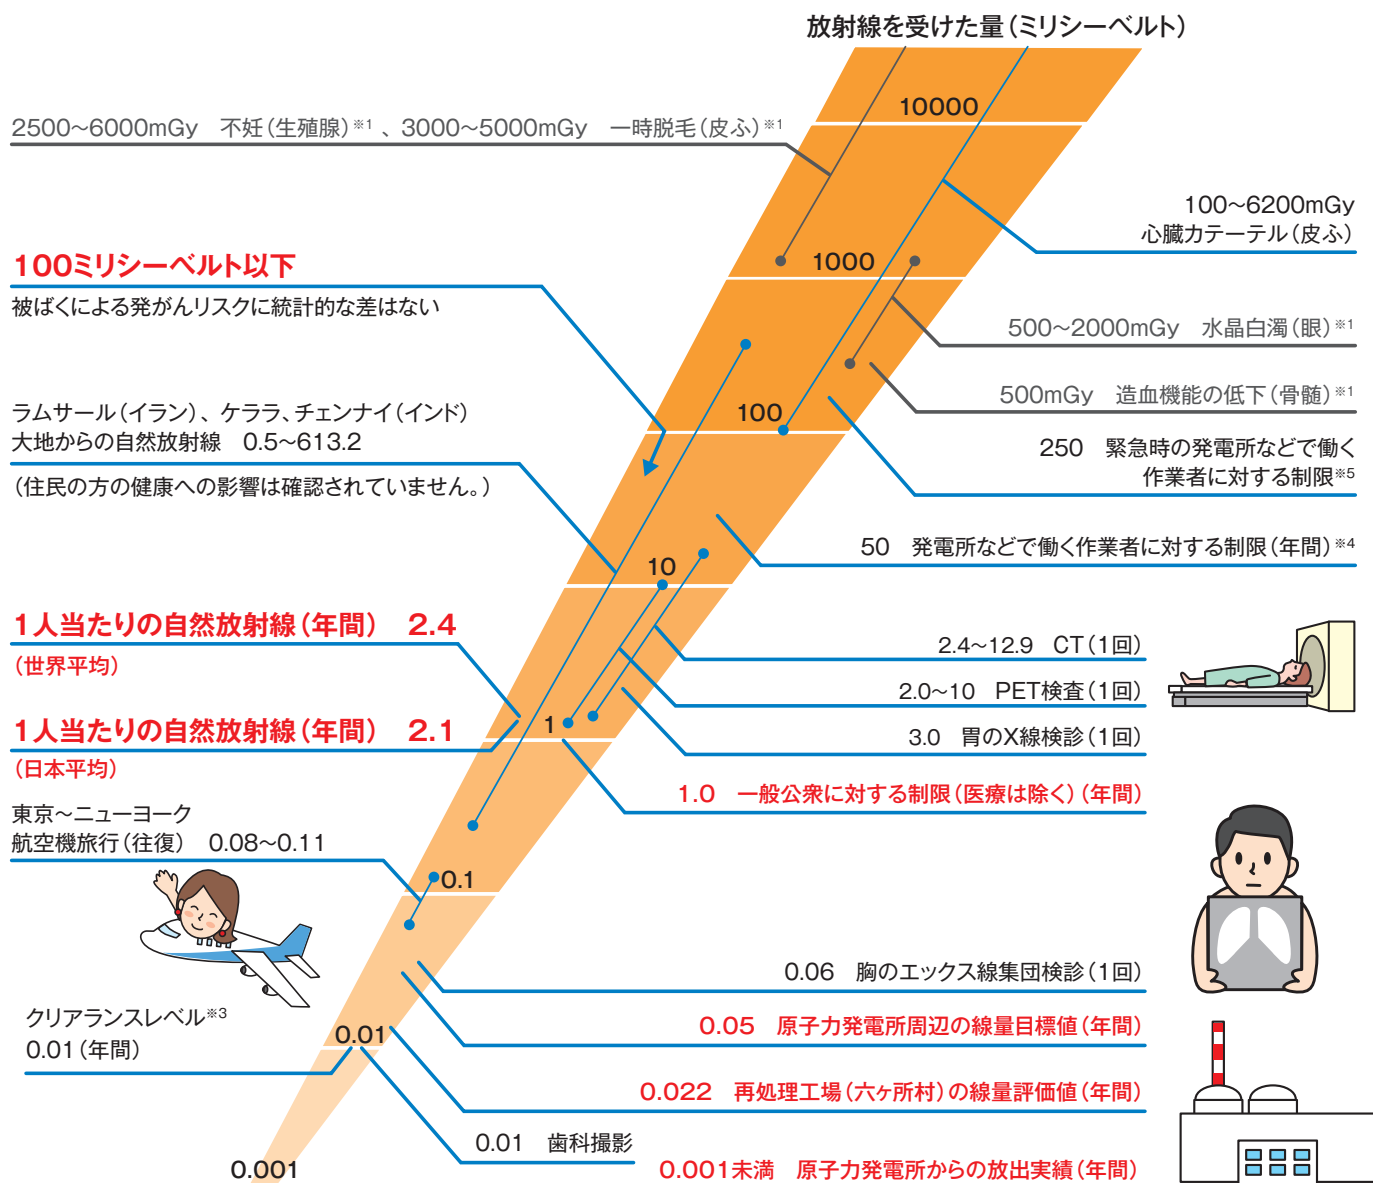 放射線を受けた量（ミリシーベルト）
10000
2500〜6000mGy　不妊（生殖腺）※1 、3000〜5000mGy　一時脱毛（皮ふ）※1
100〜6200mGy
心臓カテーテル（皮ふ）
1000
100ミリシーベルト以下
被ばくによる発がんリスクに統計的な差はない
500〜2000mGy　水晶白濁（眼）※1
500mGy　造血機能の低下（骨髄）※1
100
ラムサール（イラン）、ケララ、チェンナイ（インド）
大地からの自然放射線　0.5〜613.2
（住民の方の健康への影響は確認されていません。）
250　緊急時の発電所などで働く
作業者に対する制限※5
50　発電所などで働く作業者に対する制限（年間）※4
10
1人当たりの自然放射線（年間）　2.4
（世界平均）
2.4〜12.9　CT（1回）
2.0〜10　PET検査（1回）
1人当たりの自然放射線（年間）　2.1
（日本平均）
1
3.0　胃のX線検診（1回）
1.0　一般公衆に対する制限（医療は除く）（年間）
東京〜ニューヨーク
航空機旅行（往復）　0.08〜0.11
0.1
0.06　胸のエックス線集団検診（1回）
クリアランスレベル※3
0.01（年間）
0.05　原子力発電所周辺の線量目標値（年間）
0.01
0.022　再処理工場（六ヶ所村）の線量評価値（年間）
0.01　歯科撮影
0.001
0.001未満　原子力発電所からの放出実績（年間）